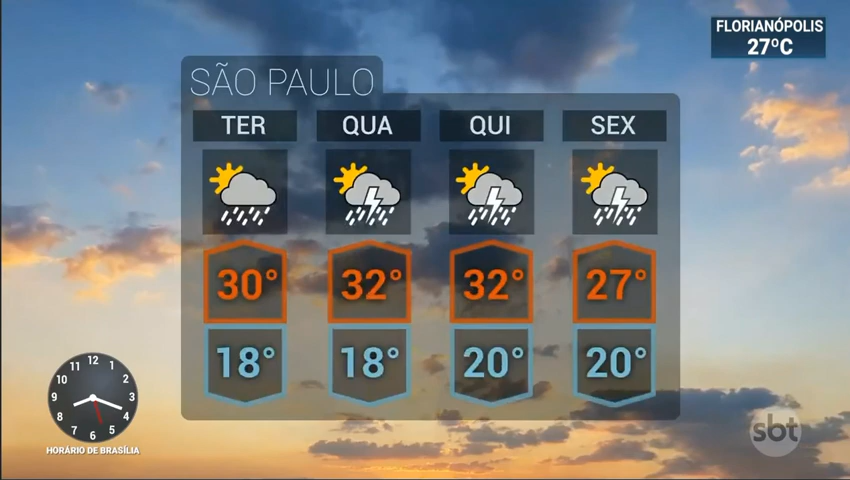 FLORIANÓPOLIS
27ºC
SÃO PAULO
TER QUA QUI SEX
30° 32° 32° 27°
18° 18° 20° 20°
12
11 1
10 2
9 3
8 4
7 5
6
HORÁRIO DE BRASÍLIA
sbt